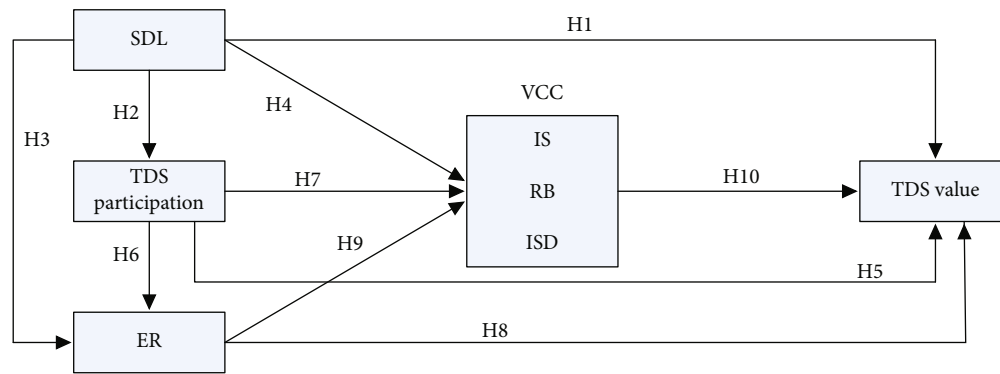 SDL
H1
H4
VCC
H2
H3
IS
TDS
participation
H7
RB
H10
TDS value
H6
H9
ISD
H5
ER
H8